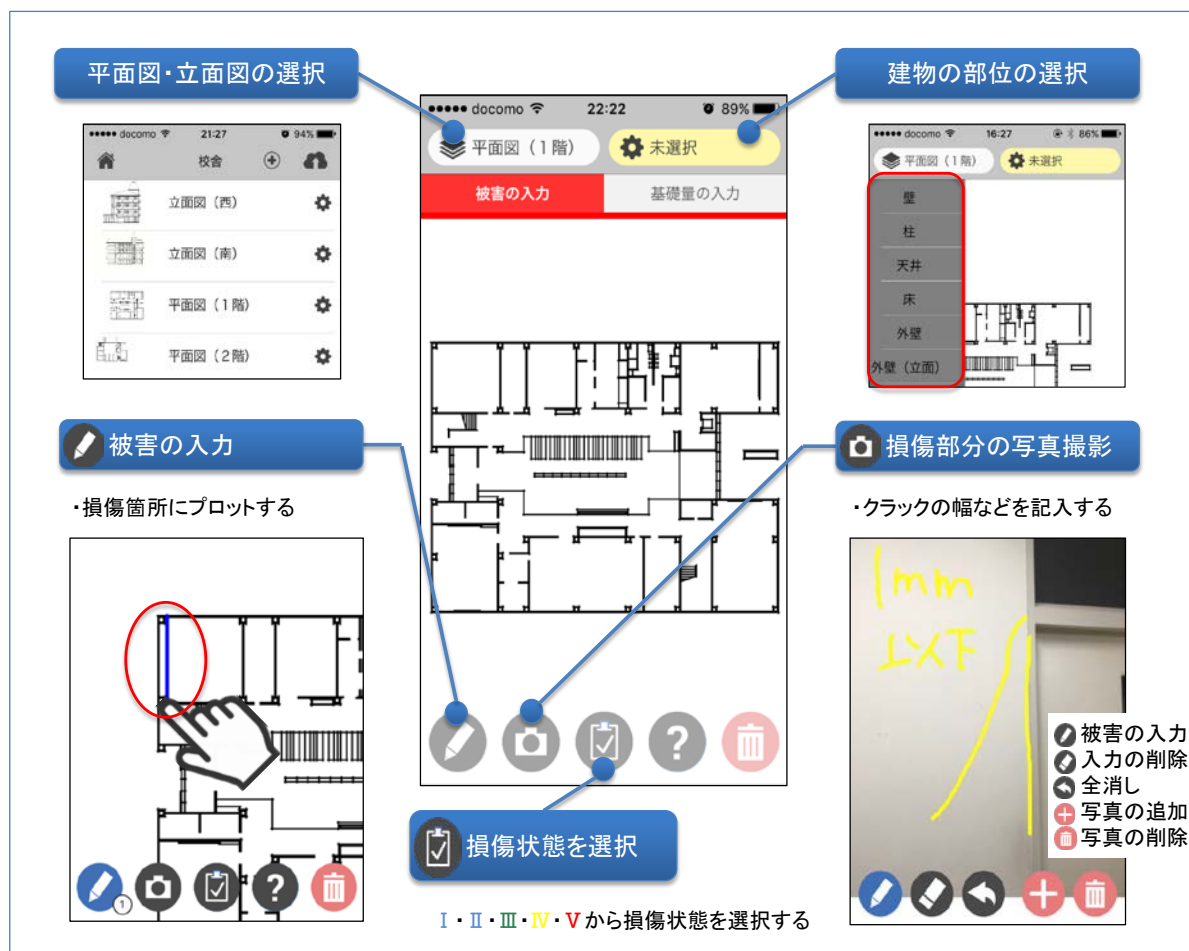 平面図・立面図の選択
建物の部位の選択
●●●●● docomo 21:27 94%
校舎
立面図（西）
立面図（南）
平面図（1階）
平面図（2階）
●●●●● docomo 22:22 89%
平面図（1階） 未選択
被害の入力 基礎量の入力
●●●●● docomo 16:27 86%
平面図（1階） 未選択
壁
柱
天井
床
外壁
外壁（立面）
被害の入力
・損傷箇所にプロットする
1
損傷部分の写真撮影
・クラックの幅などを記入する
1mm
以下
被害の入力
入力の削除
全消し
写真の追加
写真の削除
?
?
損傷状態を選択
Ⅰ・Ⅱ・Ⅲ・Ⅳ・Ⅴから損傷状態を選択する